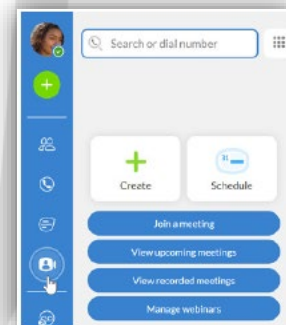 Search or dial number
Create
Schedule
Join a meeting
View upcoming meetings
View recorded meetings
Manage webinars